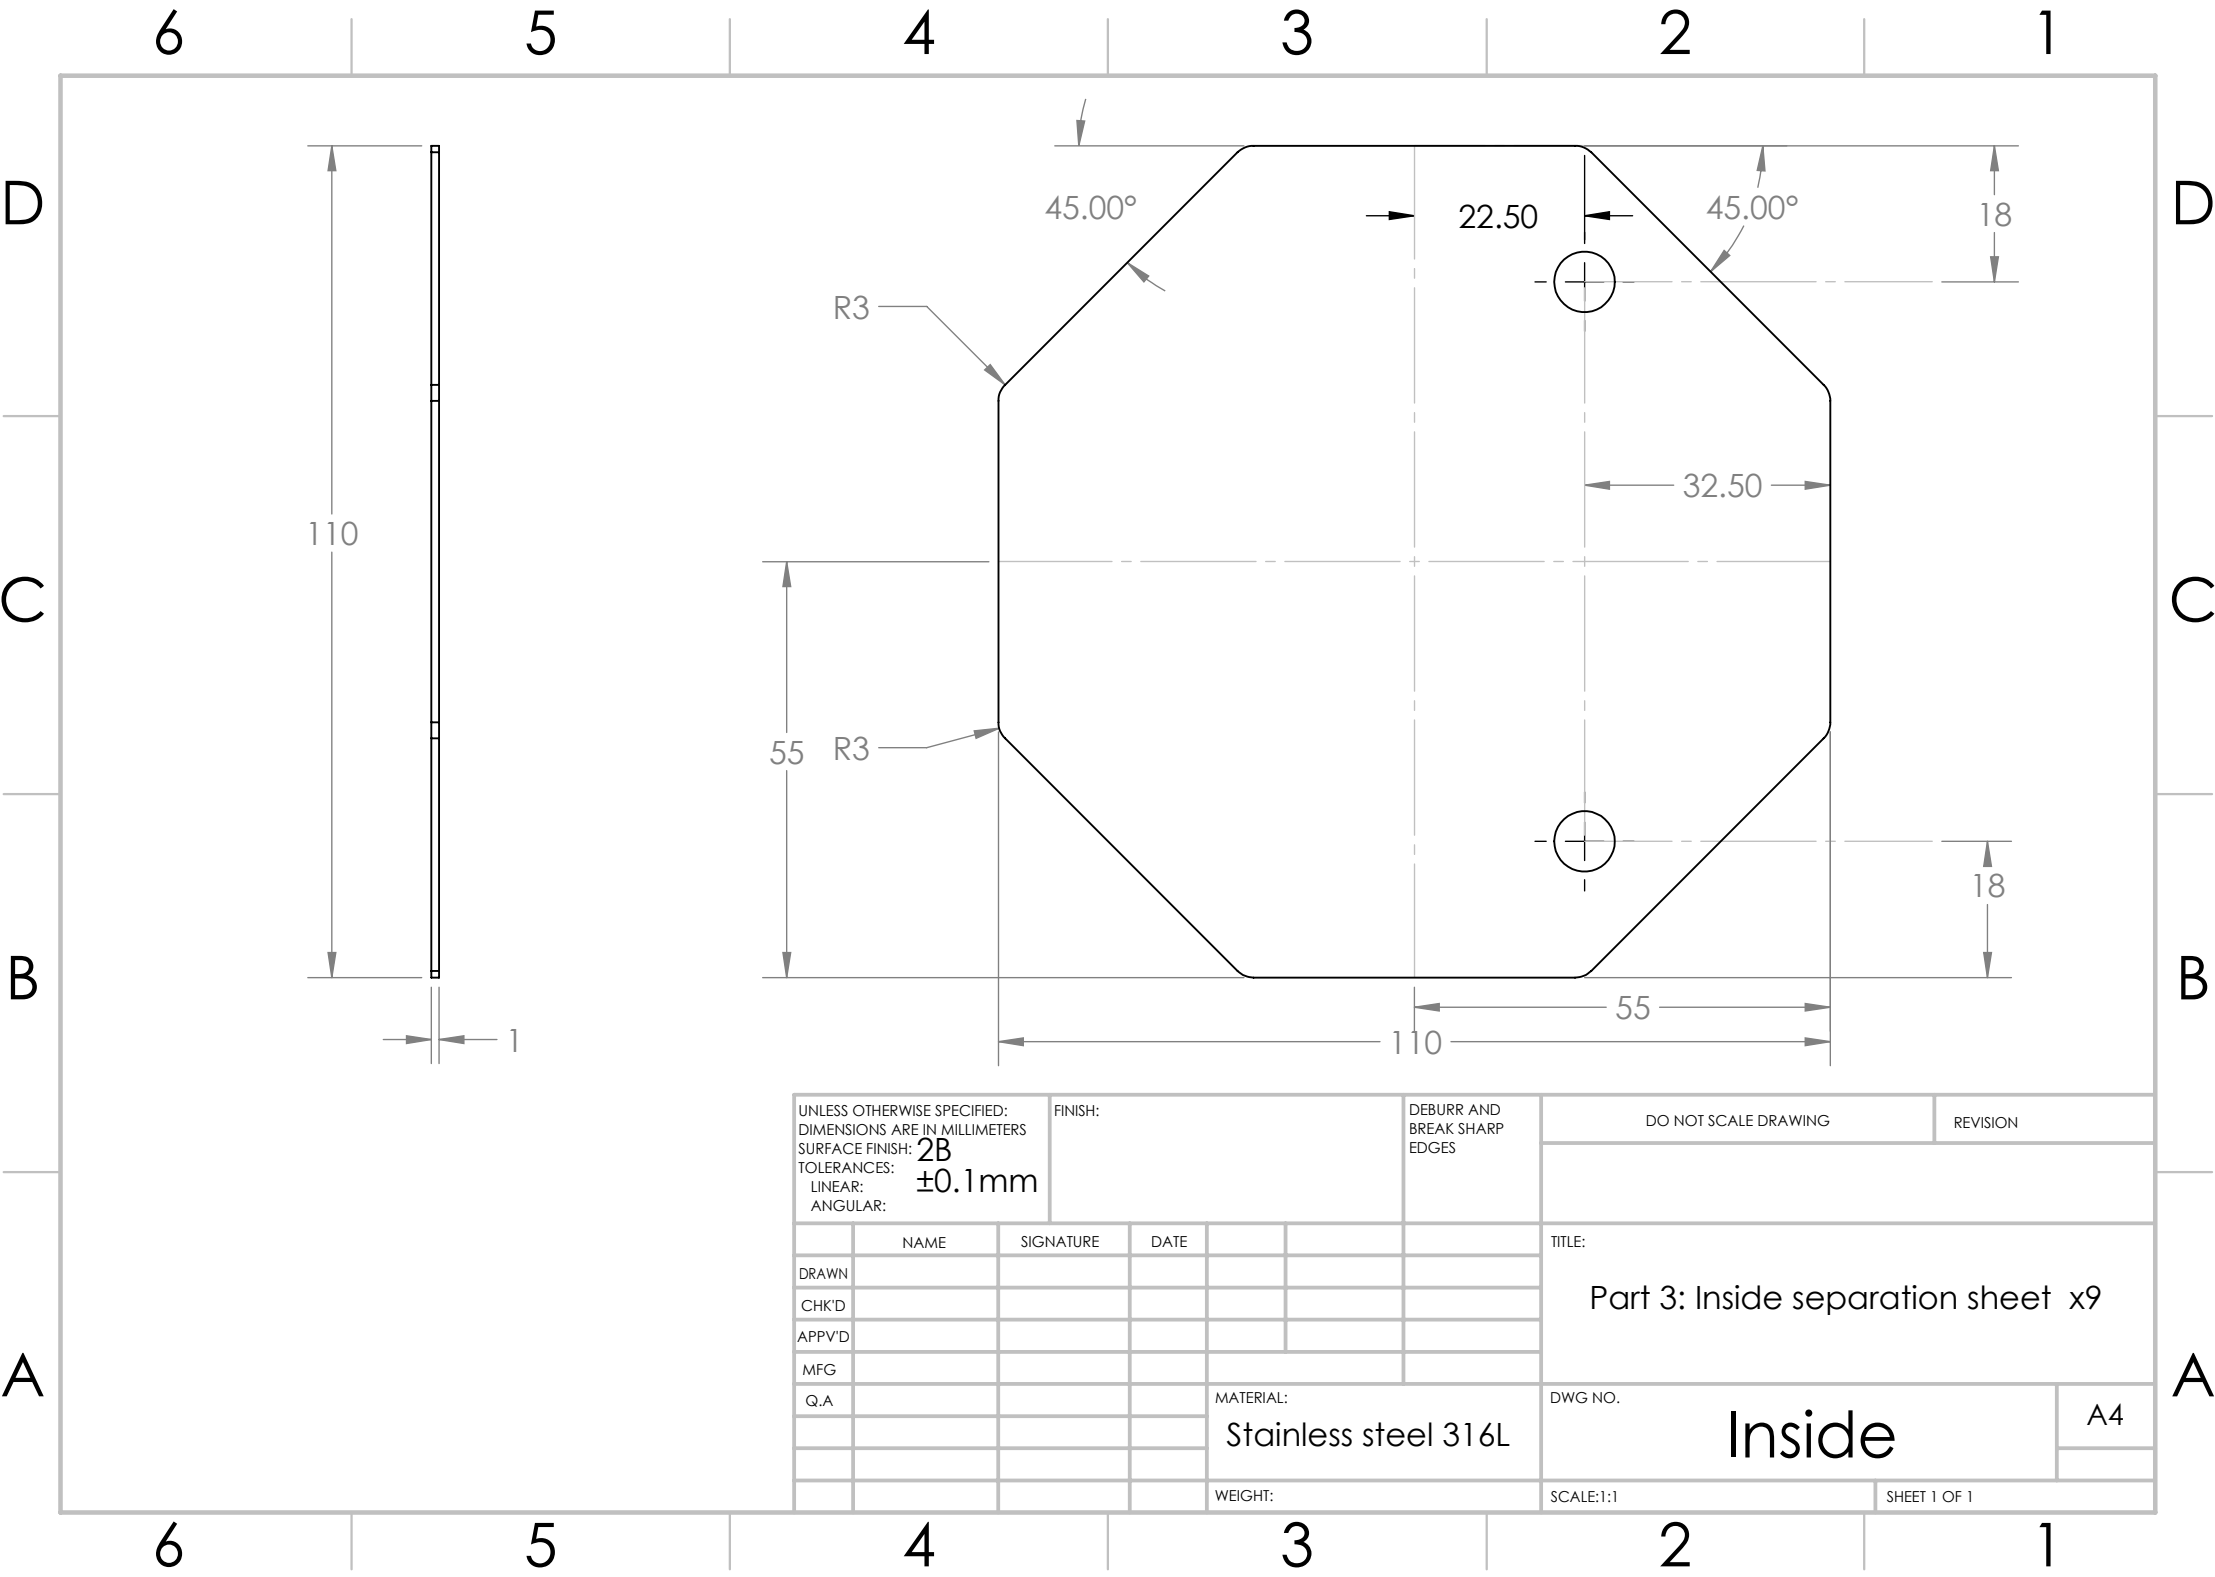 6 5 4 3 2 1
D D
45.00°
22.50
45.00°
18
R3
C C
32.50
110
55
R3
18
B B
55
110
1
UNLESS OTHERWISE SPECIFIED:
DIMENSIONS ARE IN MILLIMETERS
SURFACE FINISH: 2B
TOLERANCES:
LINEAR: ±0.1mm
ANGULAR:
FINISH:
DEBURR AND
BREAK SHARP
EDGES
DO NOT SCALE DRAWING
REVISION
NAME SIGNATURE DATE
DRAWN
CHK'D
APPV'D
MFG
Q.A
TITLE:
Part 3: Inside separation sheet x9
A A
MATERIAL:
Stainless steel 316L
DWG NO.
Inside
A4
WEIGHT:
SCALE:1:1
SHEET 1 OF 1
6 5 4 3 2 1